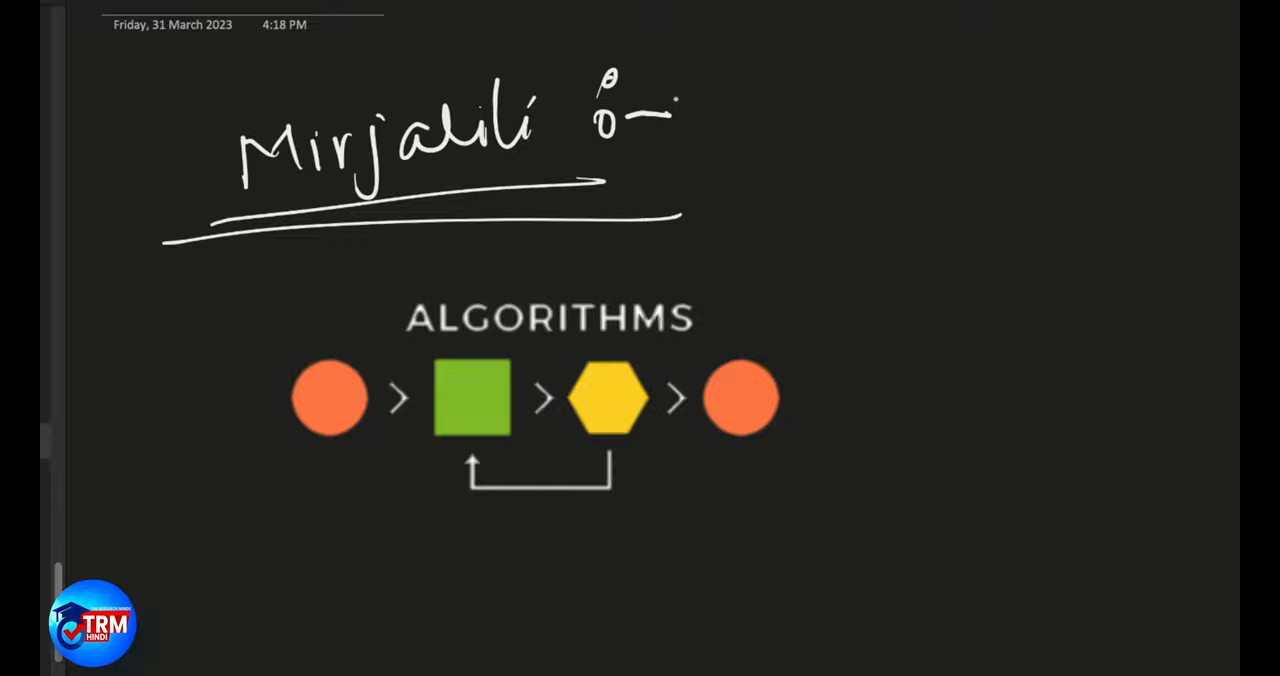 Friday, 31 March 2023 4:18 PM
Mirjalili
ALGORITHMS
TRM
HINDI